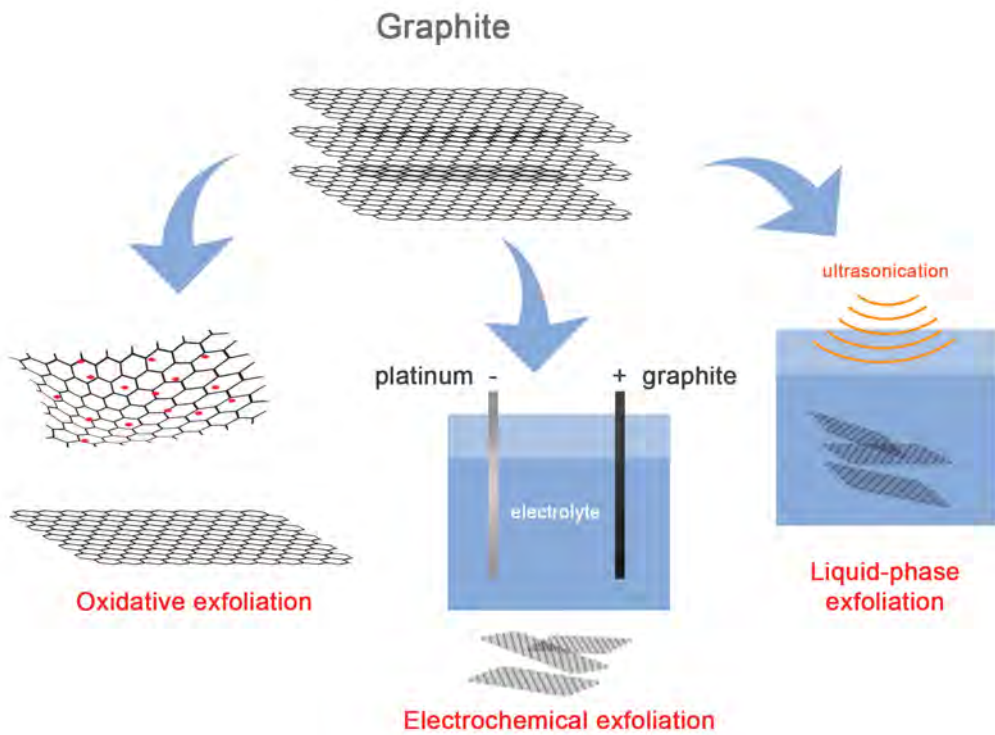 Graphite
ultrasonication
platinum - + graphite
electrolyte
Liquid-phase
exfoliation
Oxidative exfoliation
Electrochemical exfoliation